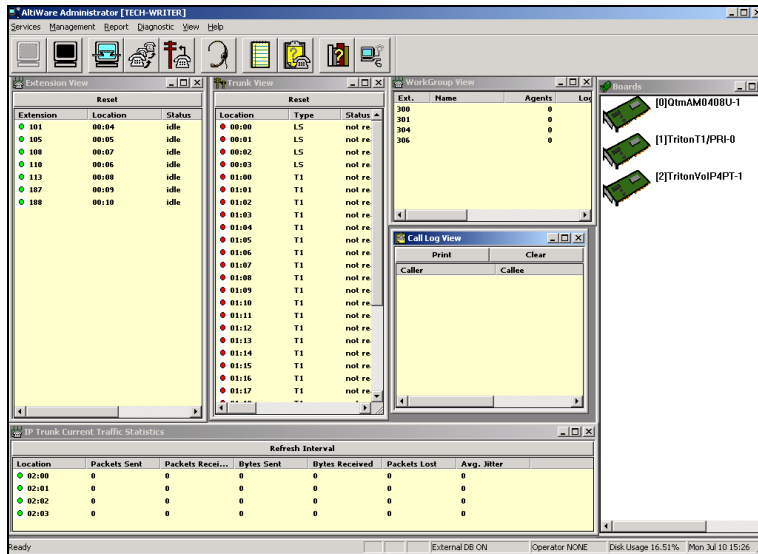 AltiWare Administrator [TECH-WRITER]
Services Management Report Diagnostic View Help
Extension View
Reset
Extension Location Status
101 00:04 idle
105 00:05 idle
108 00:07 idle
110 00:06 idle
113 00:08 idle
187 00:09 idle
188 00:10 idle
Trunk View
Reset
Location Type Status
00:00 LS not re
00:01 LS not re
00:02 LS not re
00:03 LS not re
01:00 T1 not re
01:01 T1 not re
01:02 T1 not re
01:03 T1 not re
01:04 T1 not re
01:05 T1 not re
01:06 T1 not re
01:07 T1 not re
01:08 T1 not re
01:09 T1 not re
01:10 T1 not re
01:11 T1 not re
01:12 T1 not re
01:13 T1 not re
01:14 T1 not re
01:15 T1 not re
01:16 T1 not re
01:17 T1 not re
WorkGroup View
Ext. Name Agents Log
300 0
301 0
304 0
306 0
Call Log View
Print Clear
Caller Callee
Boards
[0]QtmAM0408U-1
[1]TritonT1/PRI-0
[2]TritonVoIP4PT-1
IP Trunk Current Traffic Statistics
Refresh Interval
Location Packets Sent Packets Recei... Bytes Sent Bytes Received Packets Lost Avg. Jitter
02:00 0 0 0 0 0 0
02:01 0 0 0 0 0 0
02:02 0 0 0 0 0 0
02:03 0 0 0 0 0 0
Ready External DB ON Operator NONE Disk Usage 16.51% Mon Jul 10 15:26